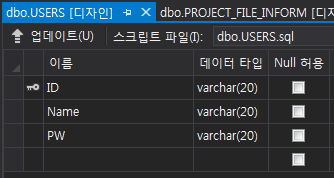 dbo.USERS [디자인] dbo.PROJECT_FILE_INFORM [디
업데이트(U) 스크립트 파일(F): dbo.USERS.sql
이름 데이터 타입 Null 허용
ID varchar(20)
Name varchar(20)
PW varchar(20)